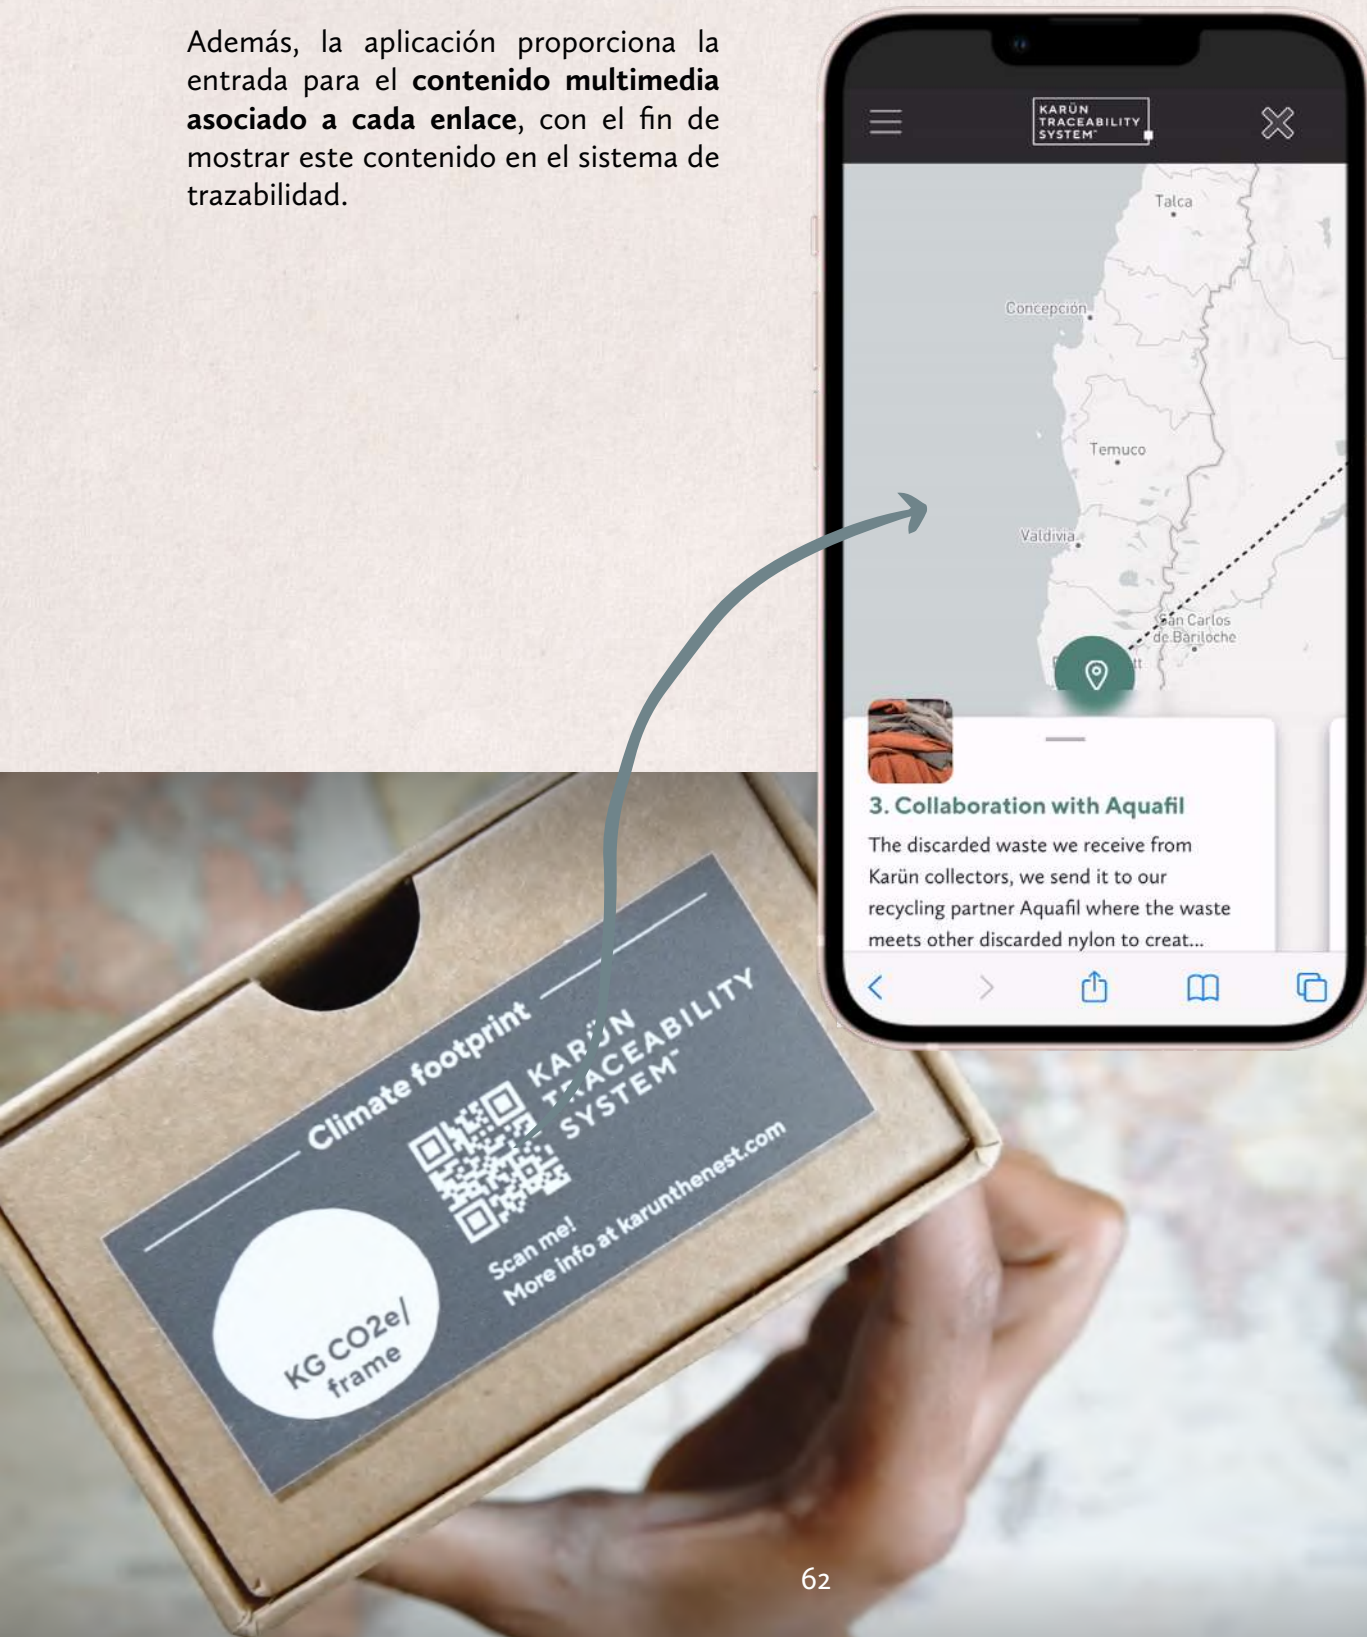 Además, la aplicación proporciona la
entrada para el contenido multimedia
asociado a cada enlace, con el fin de
mostrar este contenido en el sistema de
trazabilidad.
KARÜN
TRACEABILITY
SYSTEM™
Talca
Concepción
Temuco
Valdivia
San Carlos
de Bariloche
3. Collaboration with Aquafil
The discarded waste we receive from
Karün collectors, we send it to our
recycling partner Aquafil where the waste
meets other discarded nylon to creat...
Climate footprint
KARÜN
TRACEABILITY
SYSTEM™
Scan me!
More info at karunthenest.com
KG CO2e/
frame
62